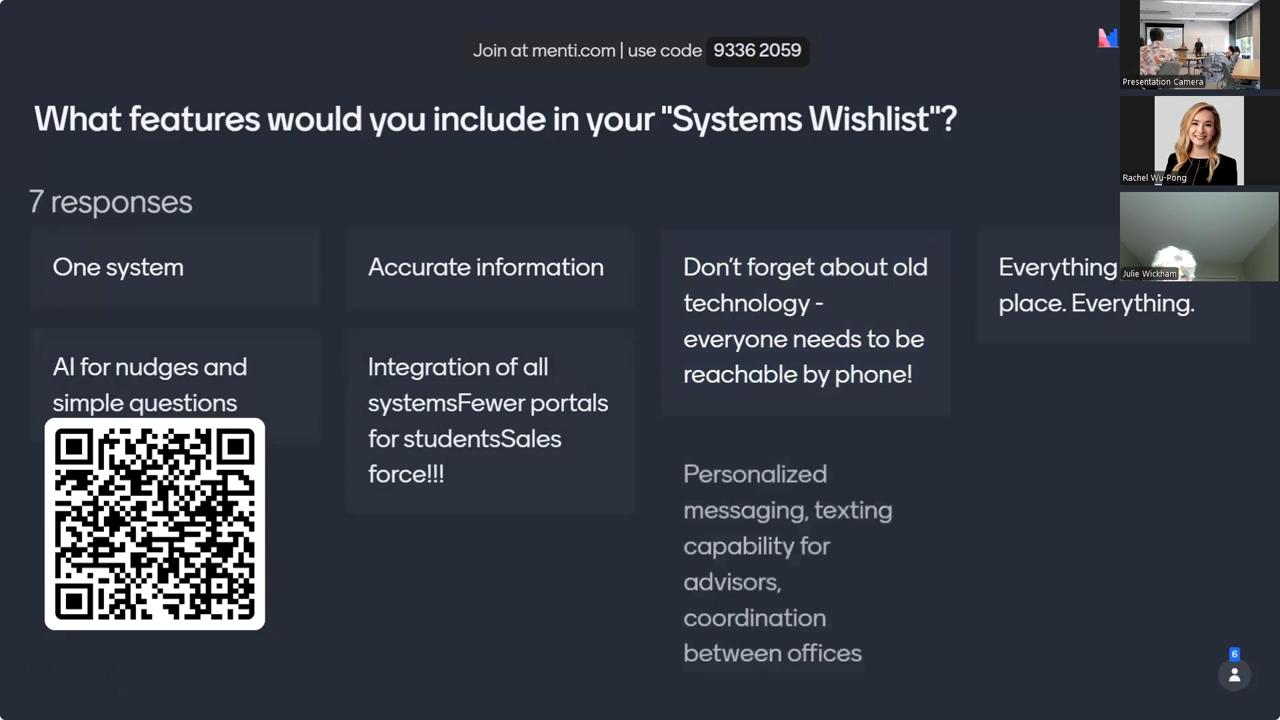 Join at menti.com | use code 9336 2059
What features would you include in your "Systems Wishlist"?
7 responses
One system
Accurate information
Don't forget about old
technology -
everyone needs to be
reachable by phone!
Everything
place. Everything.
AI for nudges and
simple questions
Integration of all
systemsFewer portals
for studentsSales
force!!!
Personalized
messaging, texting
capability for
advisors,
coordination
between offices
Presentation Camera
Rachel Wu-Pong
Julie Wickham
6